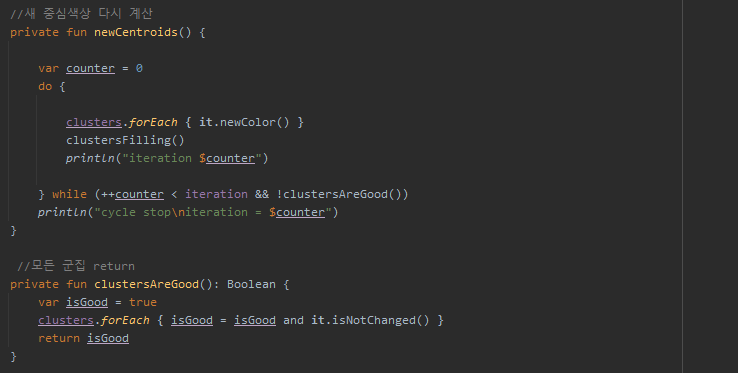 //새 중심색상 다시 계산
private fun newCentroids() {
var counter = 0
do {
clusters.forEach { it.newColor() }
clustersFilling()
println("iteration $counter")
} while (++counter < iteration && !clustersAreGood())
println("cycle stop\niteration = $counter")
}
//모든 군집 return
private fun clustersAreGood(): Boolean {
var isGood = true
clusters.forEach { isGood = isGood and it.isNotChanged() }
return isGood
}